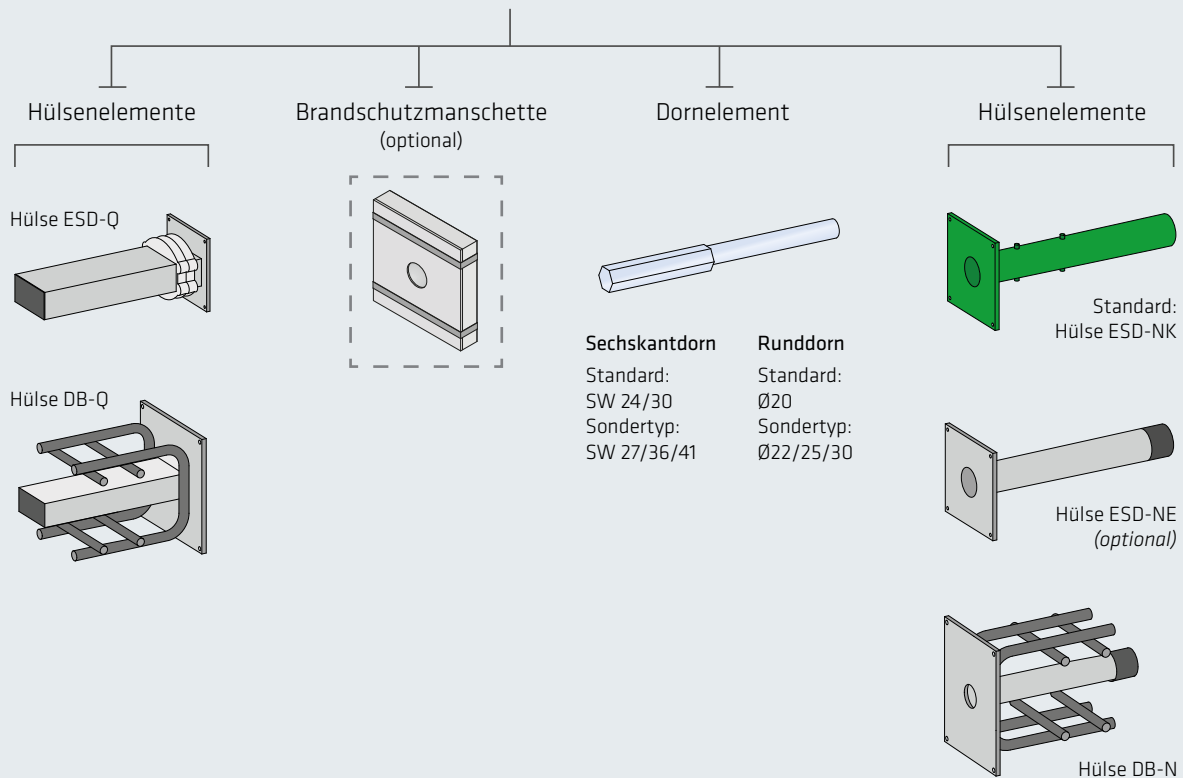 Hülsenelemente
Brandschutzmanschette
(optional)
Dornelement
Hülsenelemente
Hülse ESD-Q
Hülse DB-Q
Sechskantdorn
Standard:
SW 24/30
Sondertyp:
SW 27/36/41
Runddorn
Standard:
Ø20
Sondertyp:
Ø22/25/30
Standard:
Hülse ESD-NK
Hülse ESD-NE
(optional)
Hülse DB-N